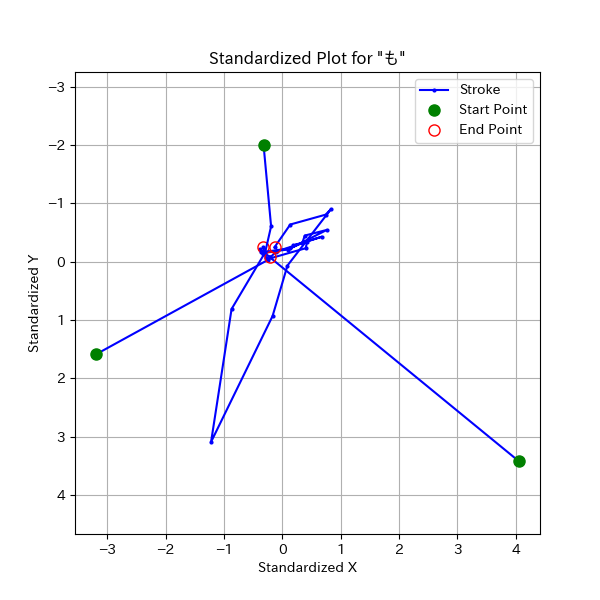 Standardized Plot for "も"
Stroke
Start Point
End Point
Standardized Y
−3
−2
−1
0
1
2
3
4
−3 −2 −1 0 1 2 3 4
Standardized X